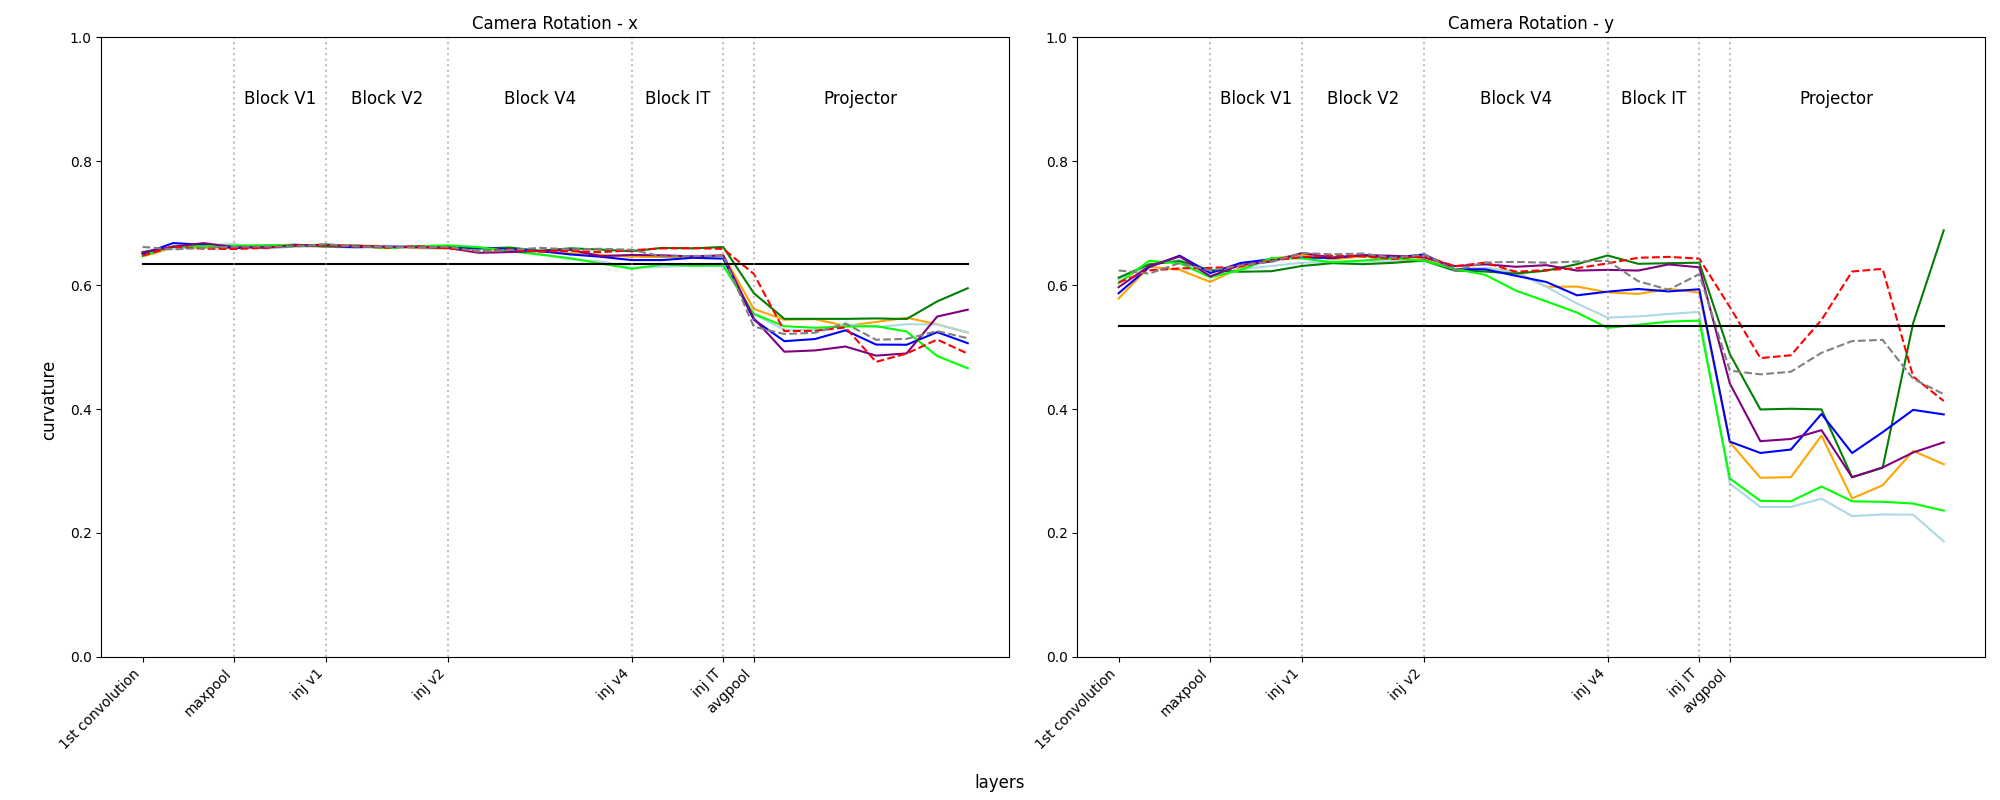 Camera Rotation - x
1.0
0.8
0.6
0.4
0.2
0.0
curvature
Block V1
Block V2
Block V4
Block IT
Projector
1st convolution
maxpool
inj v1
inj v2
inj v4
inj IT
avgpool
Camera Rotation - y
1.0
0.8
0.6
0.4
0.2
0.0
Block V1
Block V2
Block V4
Block IT
Projector
1st convolution
maxpool
inj v1
inj v2
inj v4
inj IT
avgpool
layers